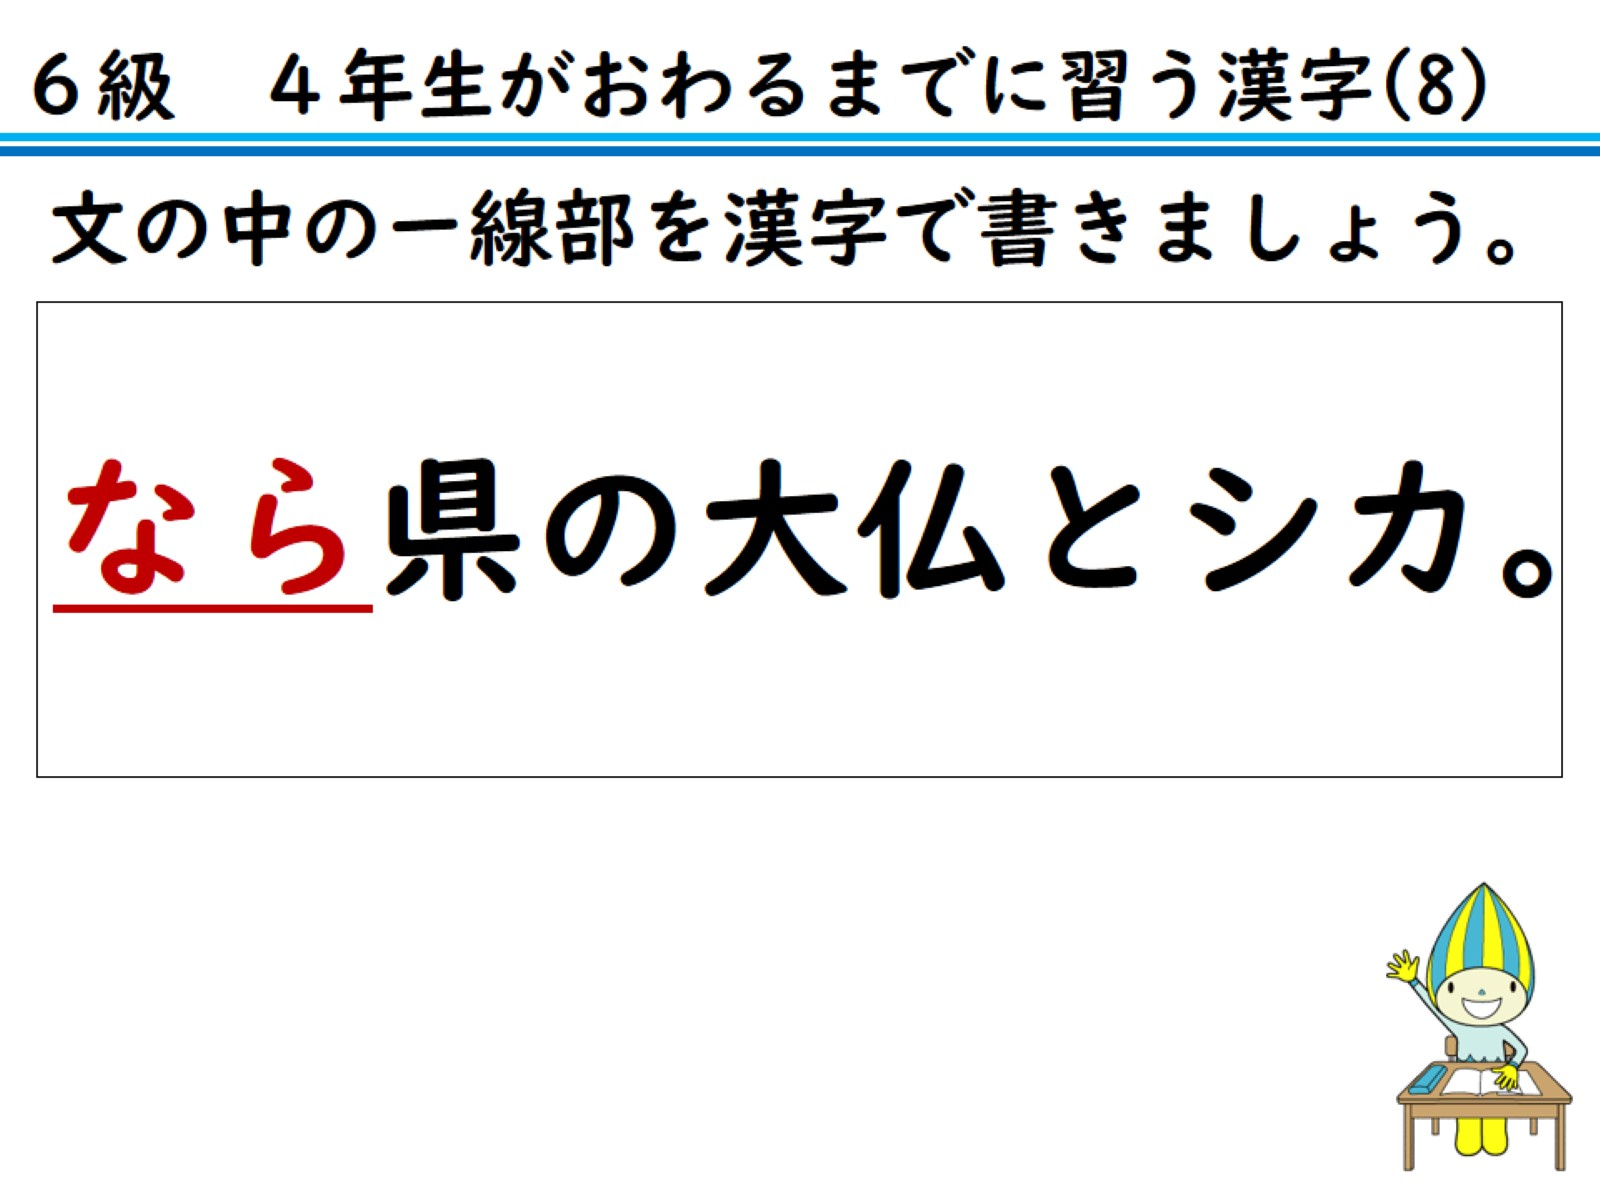 ６級　４年生がおわるまでに習う漢字(8)
文の中の一線部を漢字で書きましょう。
なら県の大仏とシカ。